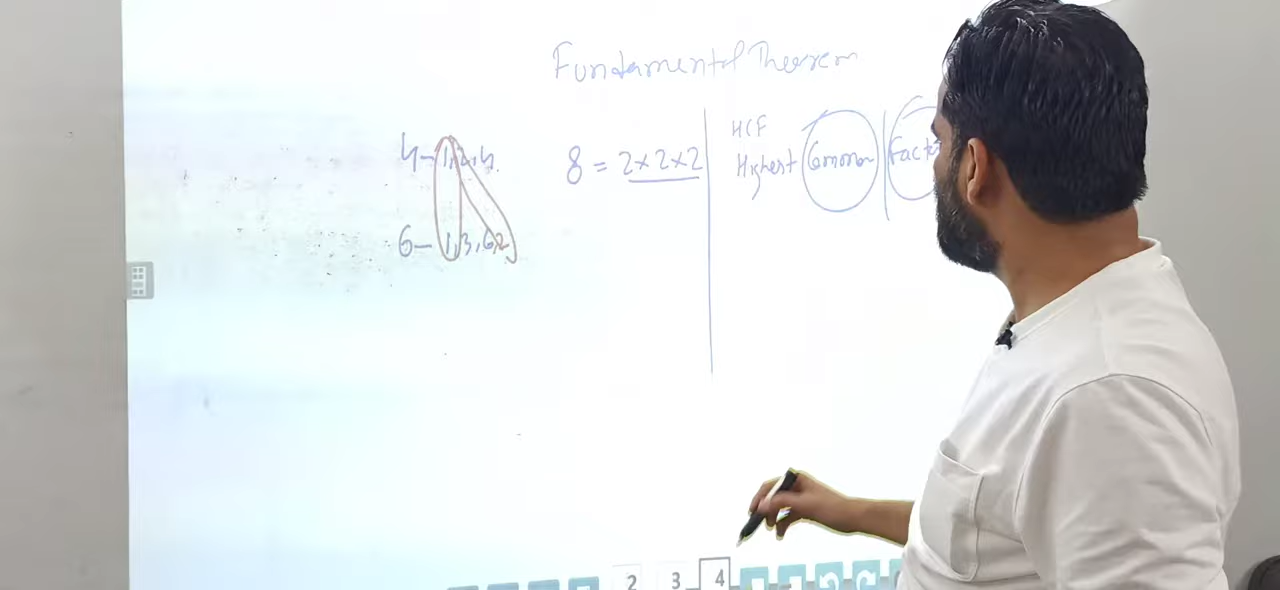 Fundamental Theorem
4 – 1, 2, 4.
6 – 1, 3, 6, 2
8 = 2 × 2 × 2
HCF
Highest Common Facto
2 3 4